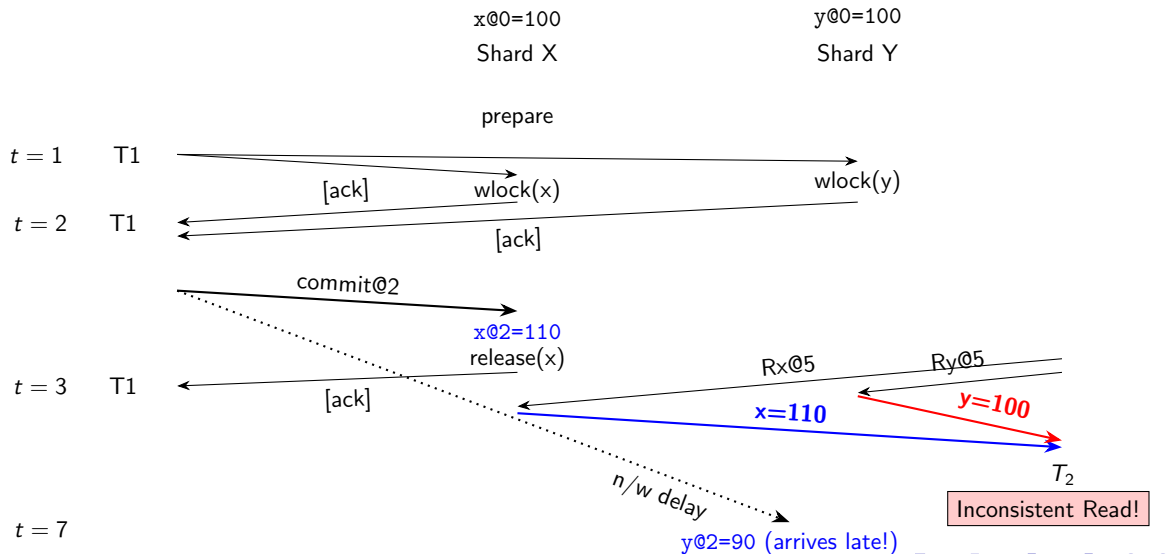 x@0=100
y@0=100
Shard X
Shard Y
prepare
t = 1
T1
[ack]
wlock(x)
wlock(y)
t = 2
T1
[ack]
commit@2
x@2=110
release(x)
Rx@5
Ry@5
t = 3
T1
[ack]
x=110
y=100
T2
n/w delay
Inconsistent Read!
t = 7
y@2=90 (arrives late!)